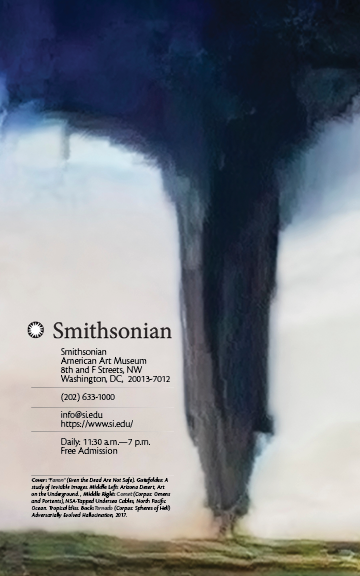 Smithsonian
Smithsonian
American Art Museum
8th and F Streets, NW
Washington, DC, 20013-7012
(202) 633-1000
info@si.edu
https://www.si.edu/
Daily: 11:30 a.m.—7 p.m.
Free Admission
Cover: "Fanon" (Even the Dead Are Not Safe). Gatefolds: A
study of Invisible Images. Middle Left: Arizona Desert, Art
on the Underground. , Middle Right: Comet (Corpus: Omens
and Portents), NSA-Tapped Undersea Cables, North Pacific
Ocean. Tropical Bliss. Back: Tornado (Corpus: Spheres of Hell)
Adversarially Evolved Hallucination, 2017.